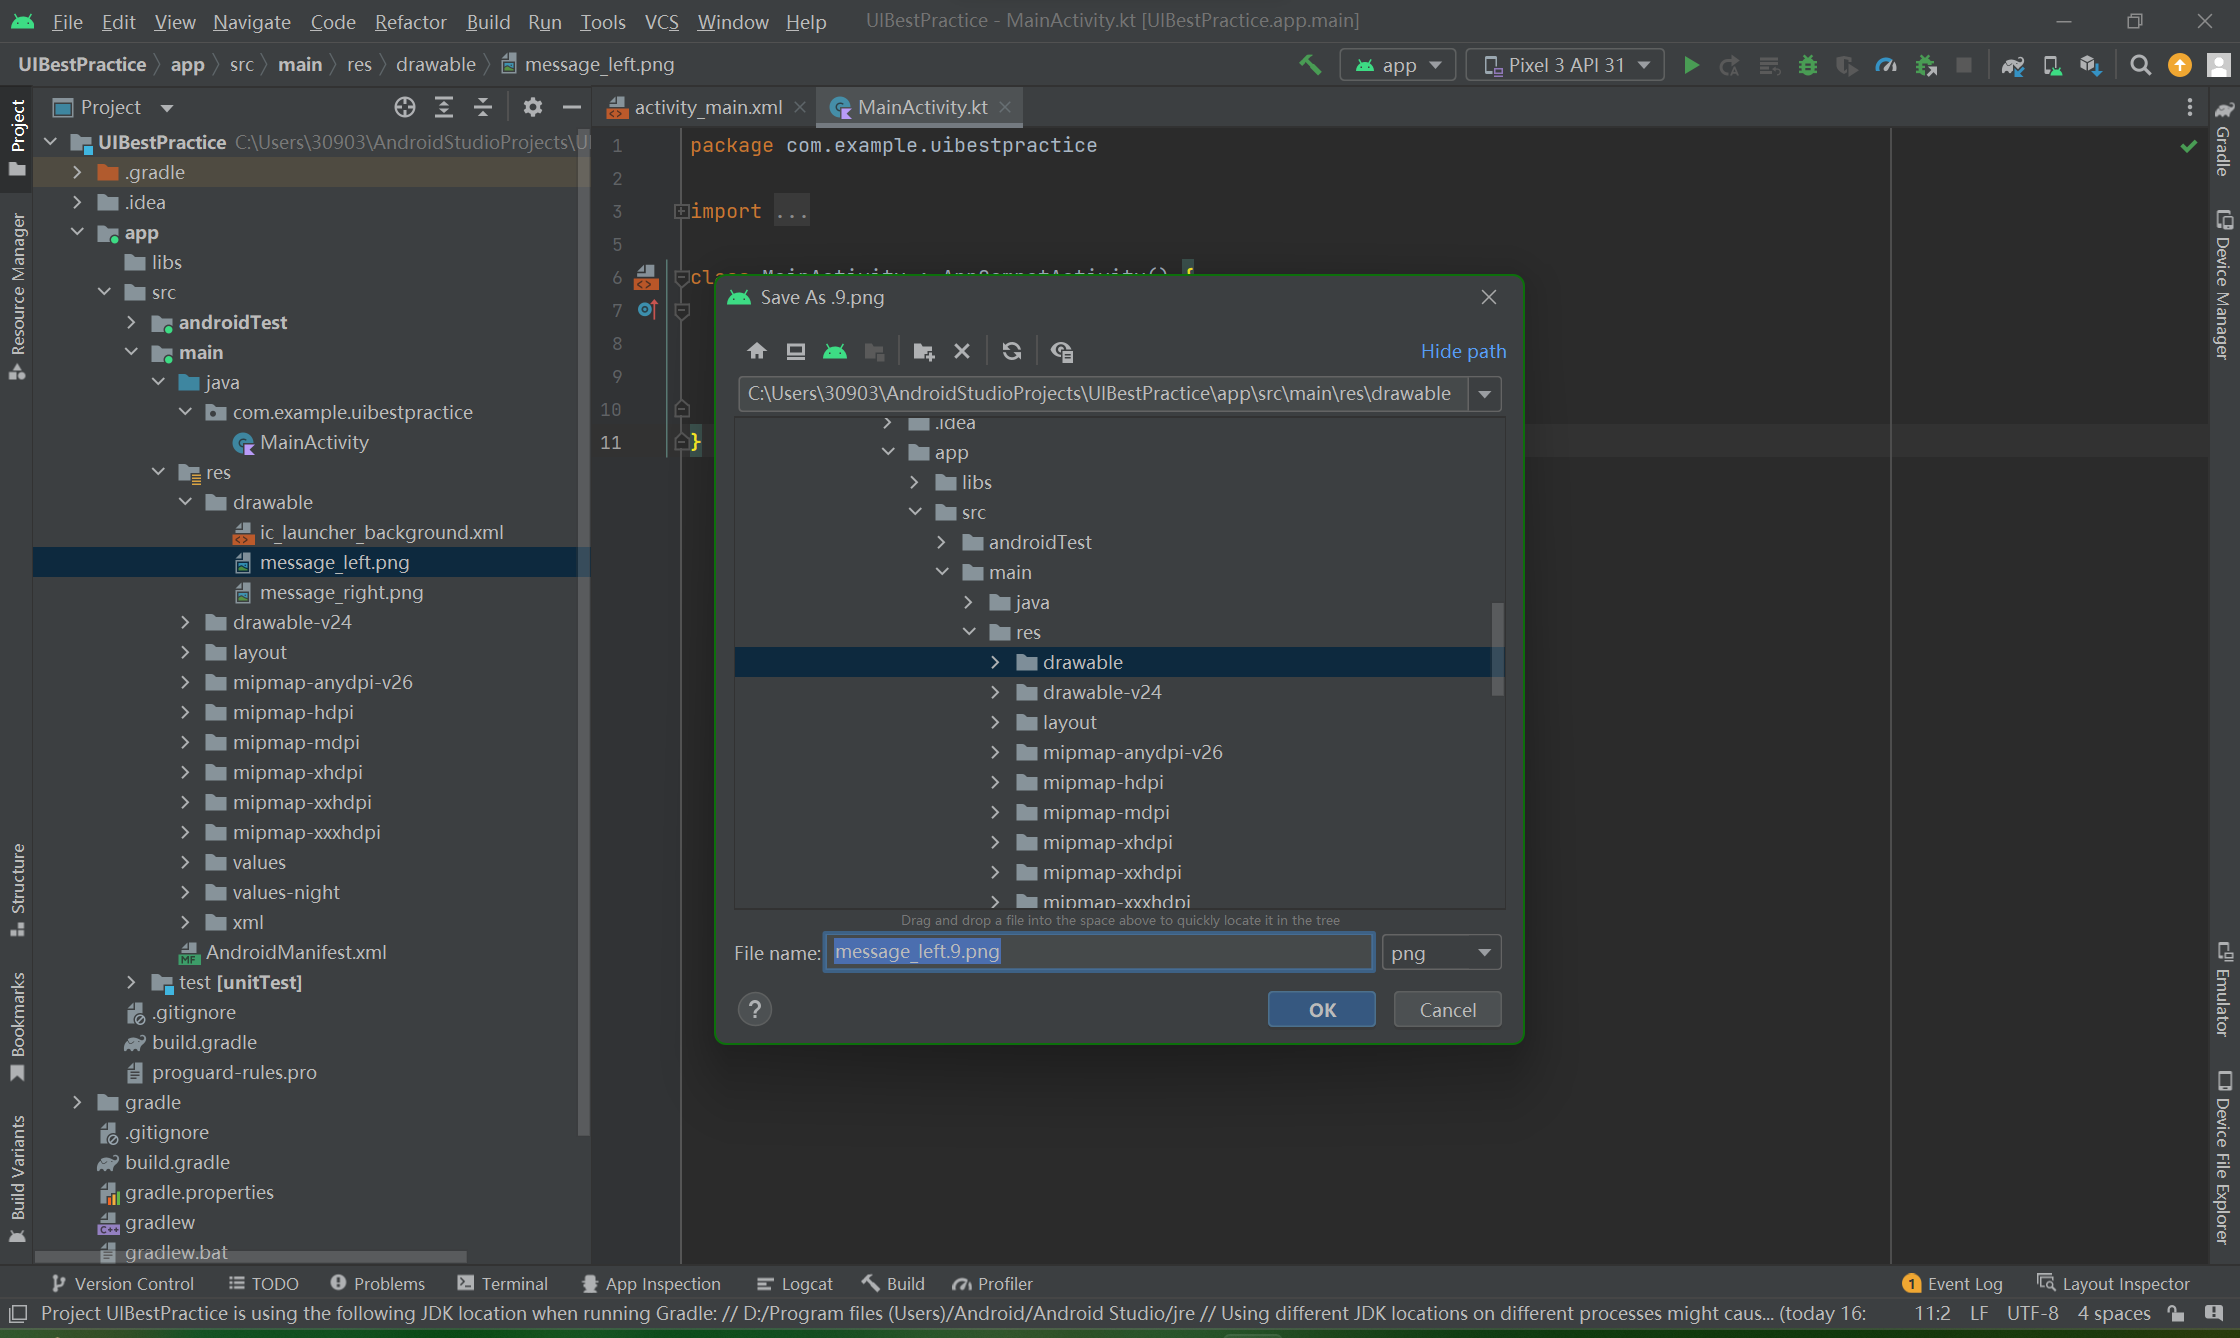 File Edit View Navigate Code Refactor Build Run Tools VCS Window Help UIBestPractice - MainActivity.kt [UIBestPractice.app.main]
UIBestPractice app src main res drawable message_left.png
app
Pixel 3 API 31
Project
activity_main.xml
MainActivity.kt
UIBestPractice C:\Users\30903\AndroidStudioProjects\UI
.gradle
.idea
app
libs
src
androidTest
main
java
com.example.uibestpractice
MainActivity
res
drawable
ic_launcher_background.xml
message_left.png
message_right.png
drawable-v24
layout
mipmap-anydpi-v26
mipmap-hdpi
mipmap-mdpi
mipmap-xhdpi
mipmap-xxhdpi
mipmap-xxxhdpi
values
values-night
xml
AndroidManifest.xml
test [unitTest]
.gitignore
build.gradle
proguard-rules.pro
gradle
.gitignore
build.gradle
gradle.properties
gradlew
gradlew.bat
Project
Resource Manager
Structure
Bookmarks
Build Variants
1 package com.example.uibestpractice
2
3 import ...
5
6 class MainActivity : AppCompatActivity() {
7
8
9
10
11 }
Save As .9.png
Hide path
C:\Users\30903\AndroidStudioProjects\UIBestPractice\app\src\main\res\drawable
.idea
app
libs
src
androidTest
main
java
res
drawable
drawable-v24
layout
mipmap-anydpi-v26
mipmap-hdpi
mipmap-mdpi
mipmap-xhdpi
mipmap-xxhdpi
mipmap-xxxhdpi
Drag and drop a file into the space above to quickly locate it in the tree
File name: message_left.9.png png
? OK Cancel
Gradle
Device Manager
Emulator
Device File Explorer
Version Control TODO Problems Terminal App Inspection Logcat Build Profiler 1 Event Log Layout Inspector
Project UIBestPractice is using the following JDK location when running Gradle: // D:/Program files (Users)/Android/Android Studio/jre // Using different JDK locations on different processes might caus... (today 16: 11:2 LF UTF-8 4 spaces